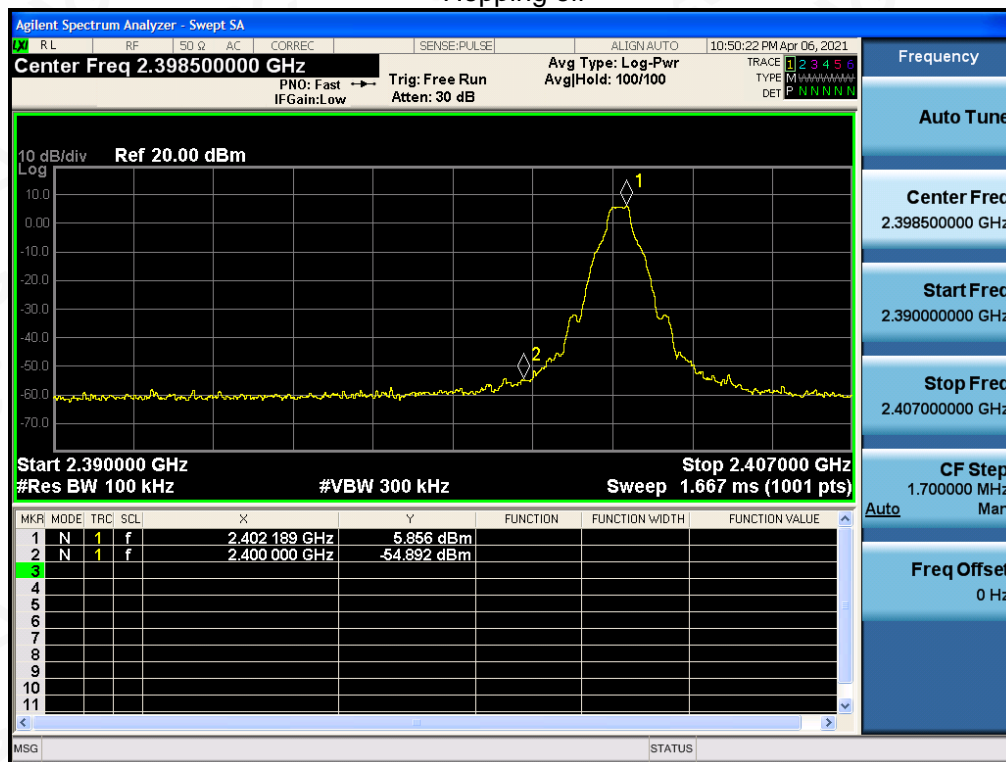 Agilent Spectrum Analyzer - Swept SA
LXI RL RF 50 Ω AC CORREC SENSE:PULSE ALIGN AUTO 10:50:22 PM Apr 06, 2021
Center Freq 2.398500000 GHz
PNO: Fast
IFGain:Low
Trig: Free Run
Atten: 30 dB
Avg Type: Log-Pwr
Avg|Hold: 100/100
TRACE 1 2 3 4 5 6
TYPE M WWWWW
DET P N N N N N
10 dB/div Ref 20.00 dBm
Log
10.0
0.00
-10.0
-20.0
-30.0
-40.0
-50.0
-60.0
-70.0
1
2
Start 2.390000 GHz Stop 2.407000 GHz
#Res BW 100 kHz #VBW 300 kHz Sweep 1.667 ms (1001 pts)
MKR MODE TRC SCL X Y FUNCTION FUNCTION WIDTH FUNCTION VALUE
1 N 1 f 2.402 189 GHz 5.856 dBm
2 N 1 f 2.400 000 GHz -54.892 dBm
3
4
5
6
7
8
9
10
11
MSG STATUS
Frequency
Auto Tune
Center Freq
2.398500000 GHz
Start Freq
2.390000000 GHz
Stop Freq
2.407000000 GHz
CF Step
1.700000 MHz
Auto Man
Freq Offset
0 Hz